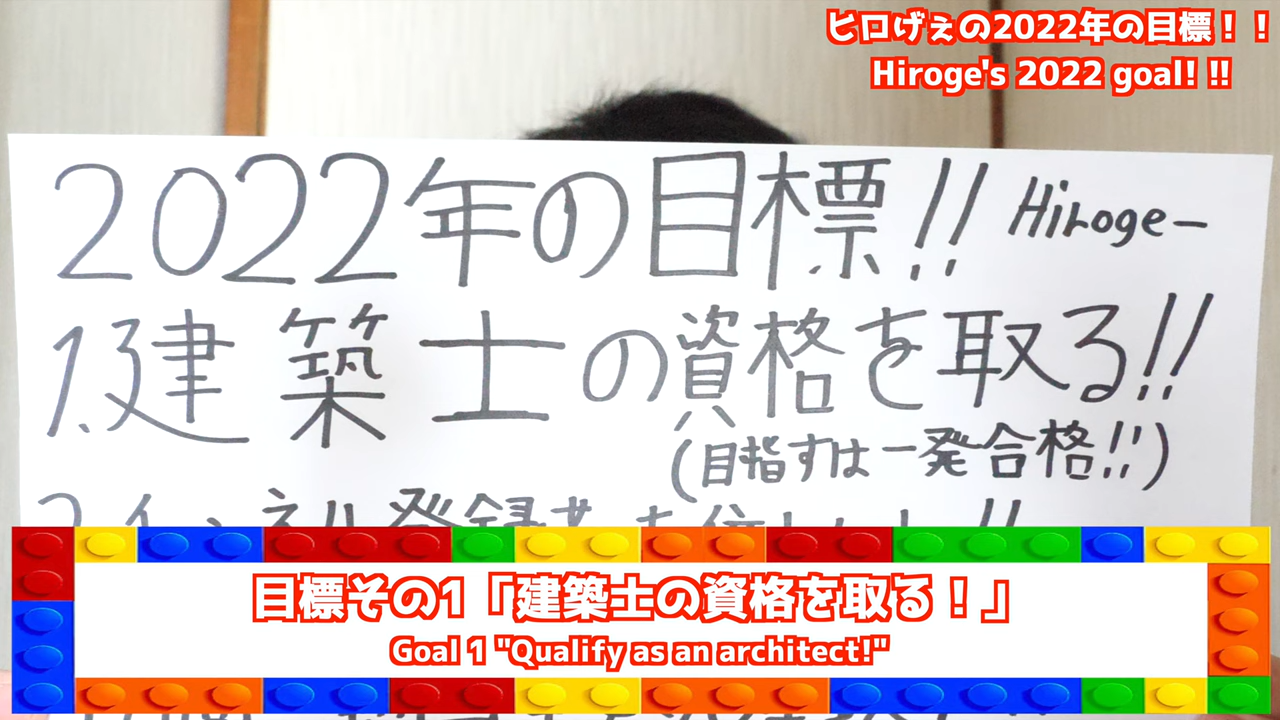 ヒロげぇの2022年の目標！！
Hiroge's 2022 goal! !!
2022年の目標!! Hiroge-
1.建築士の資格を取る!!
(目指すは一発合格!!)
目標その1「建築士の資格を取る！」
Goal 1 "Qualify as an architect!"